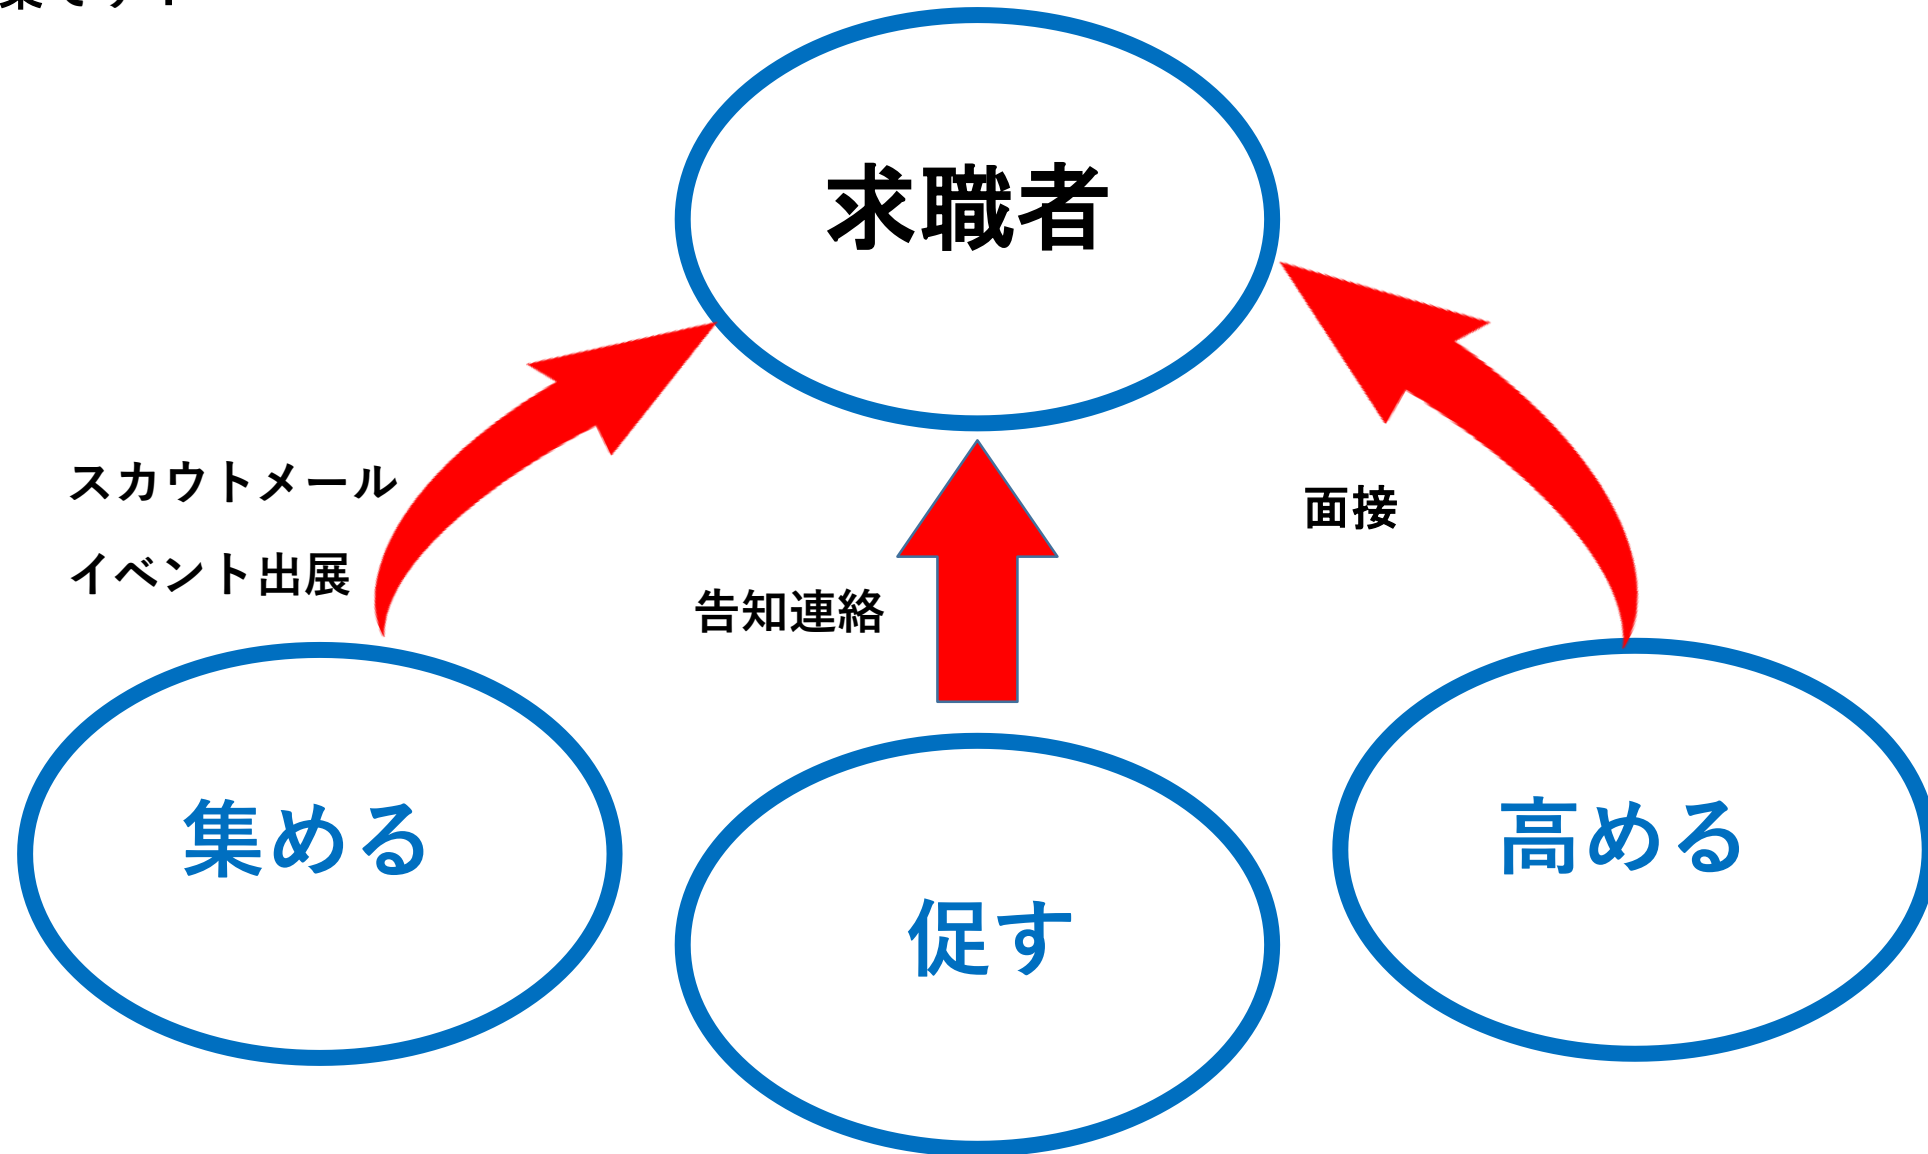 求職者
スカウトメール
イベント出展
告知連絡
面接
集める
促す
高める